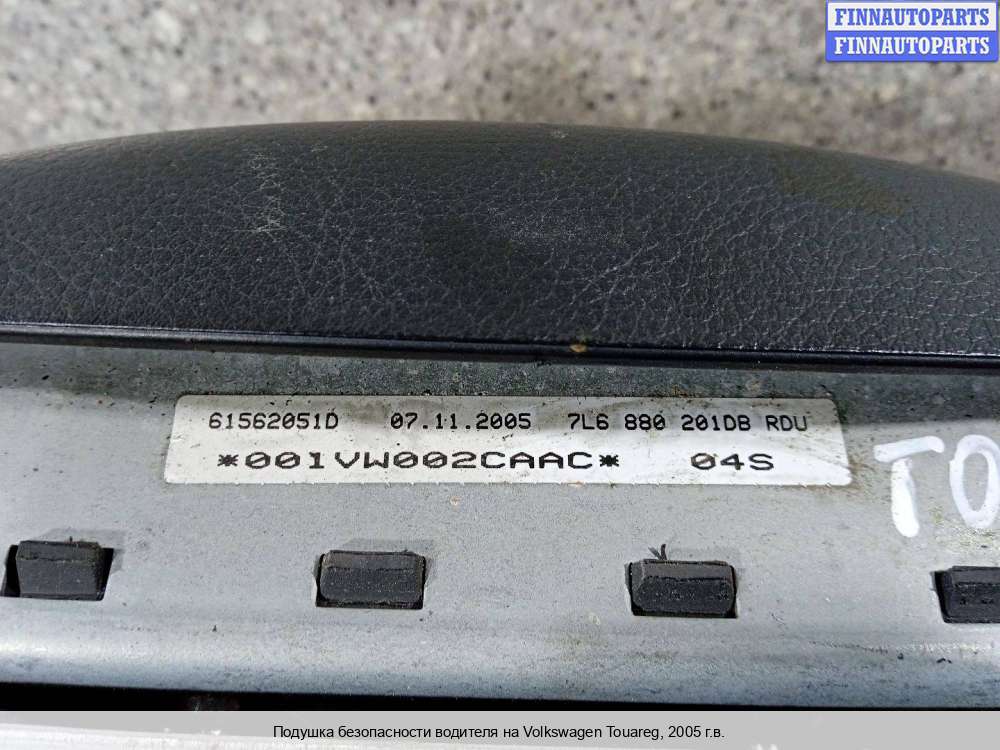 FINNAUTOPARTS
FINNAUTOPARTS
61562051D 07.11.2005 7L6 880 201DB RDU
*001VW002CAAC* 04S
TO
Подушка безопасности водителя на Volkswagen Touareg, 2005 г.в.